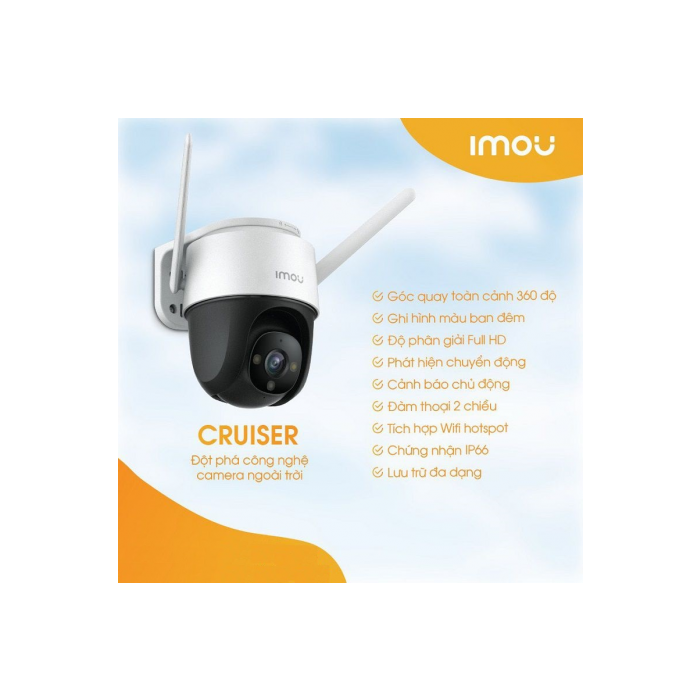 imou
imou
CRUISER
Đột phá công nghệ
camera ngoài trời
Góc quay toàn cảnh 360 độ
Ghi hình màu ban đêm
Độ phân giải Full HD
Phát hiện chuyển động
Cảnh báo chủ động
Đàm thoại 2 chiều
Tích hợp Wifi hotspot
Chứng nhận IP66
Lưu trữ đa dạng